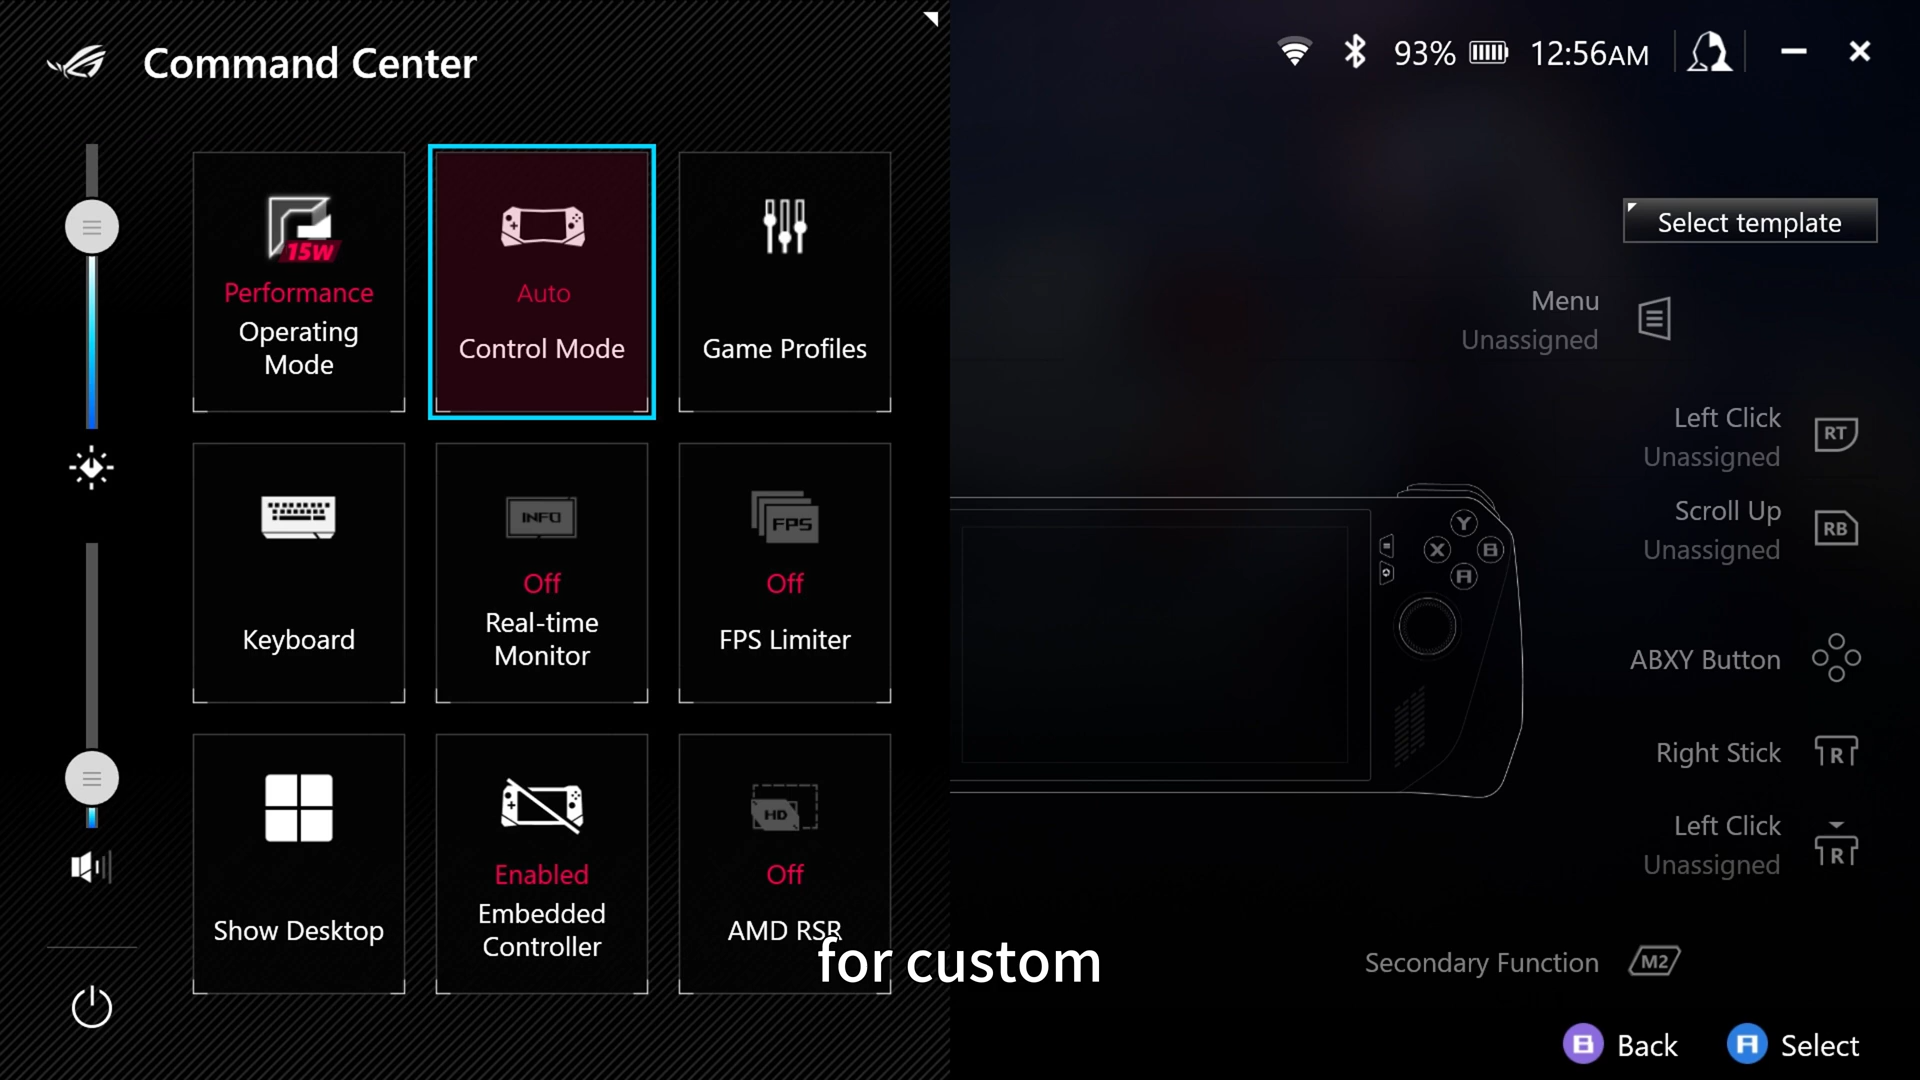 Command Center
93%
12:56AM
15W
Performance
Operating
Mode
Auto
Control Mode
Game Profiles
Select template
Menu
Unassigned
Left Click
Unassigned
RT
Scroll Up
Unassigned
RB
Keyboard
INFO
Off
Real-time
Monitor
FPS
Off
FPS Limiter
Y
X
B
A
ABXY Button
Right Stick
R
Left Click
Unassigned
R
Show Desktop
Enabled
Embedded
Controller
HD
Off
AMD RSR
for custom
Secondary Function
M2
B Back
A Select